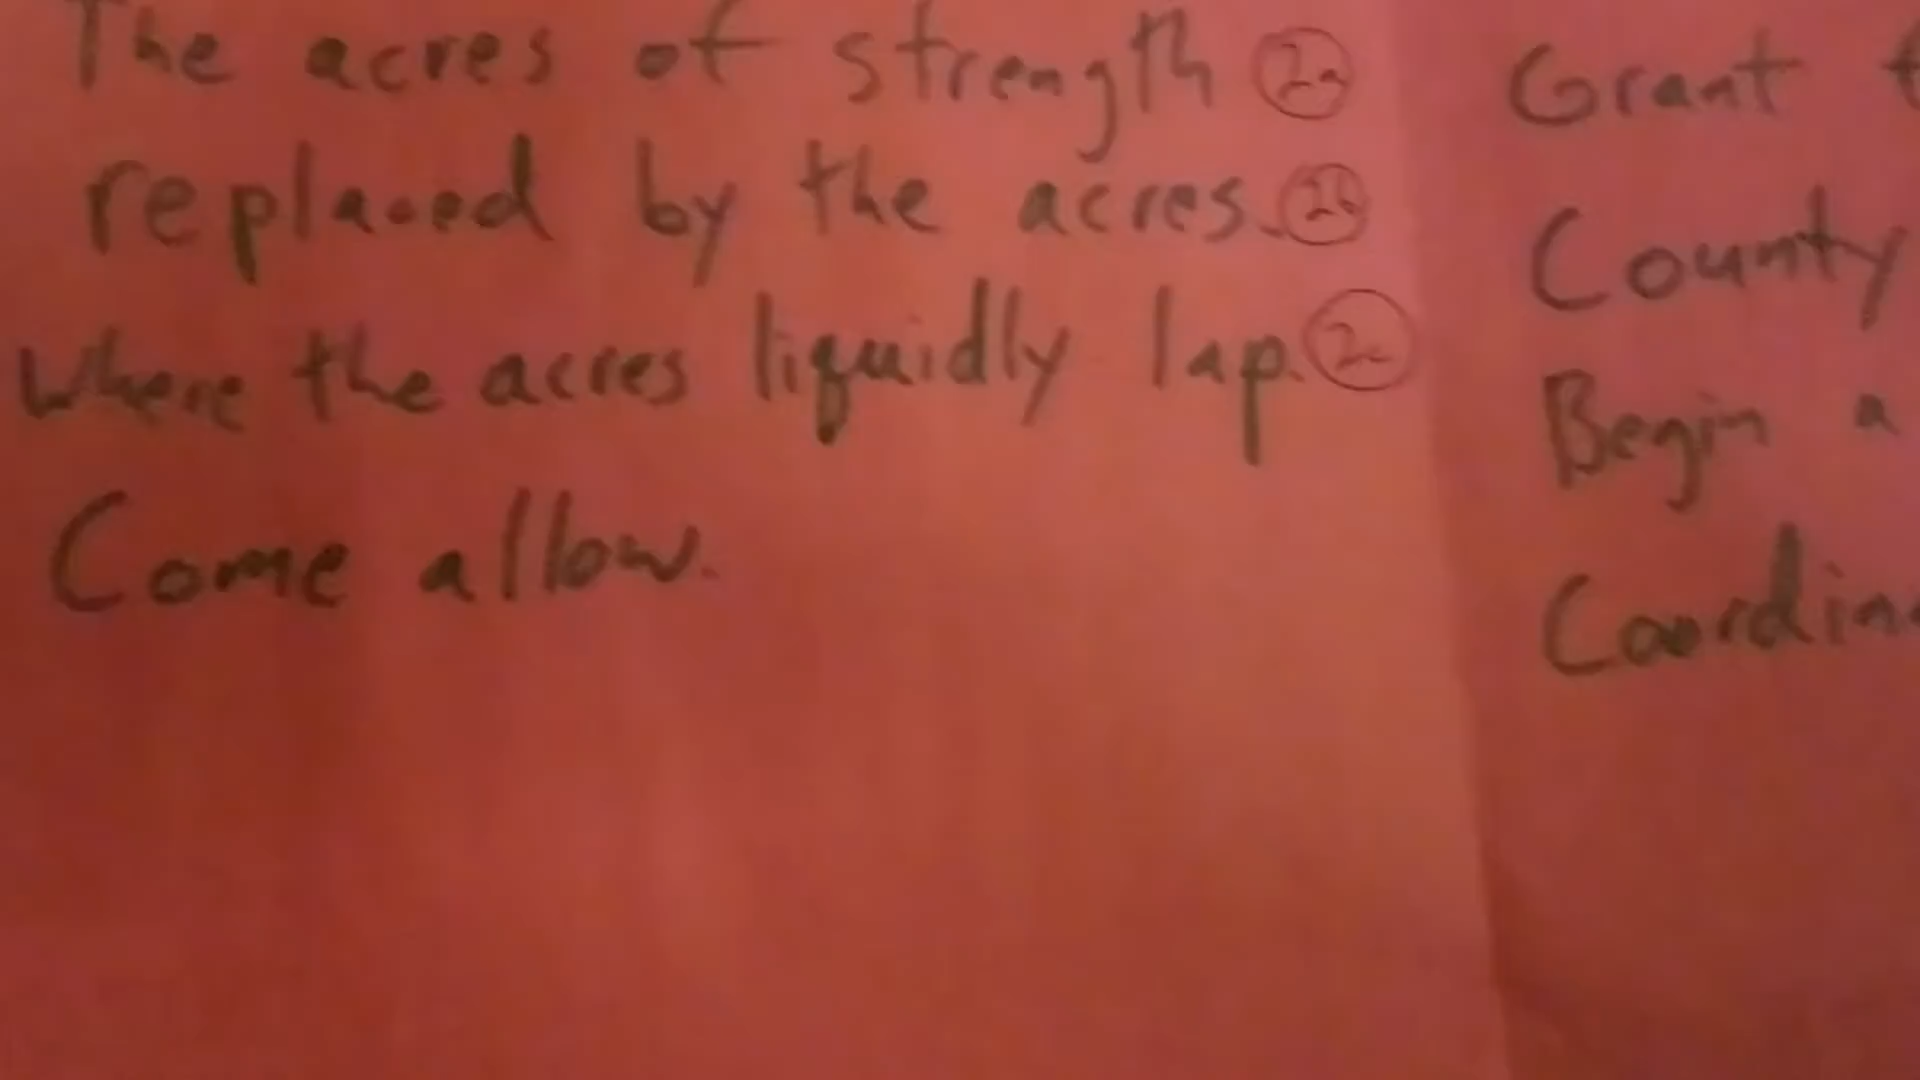 The acres of strength 2a
replaced by the acres. 2b
Where the acres liquidly lap. 2c
Come allow.
Grant
County
Begin a
Coordin